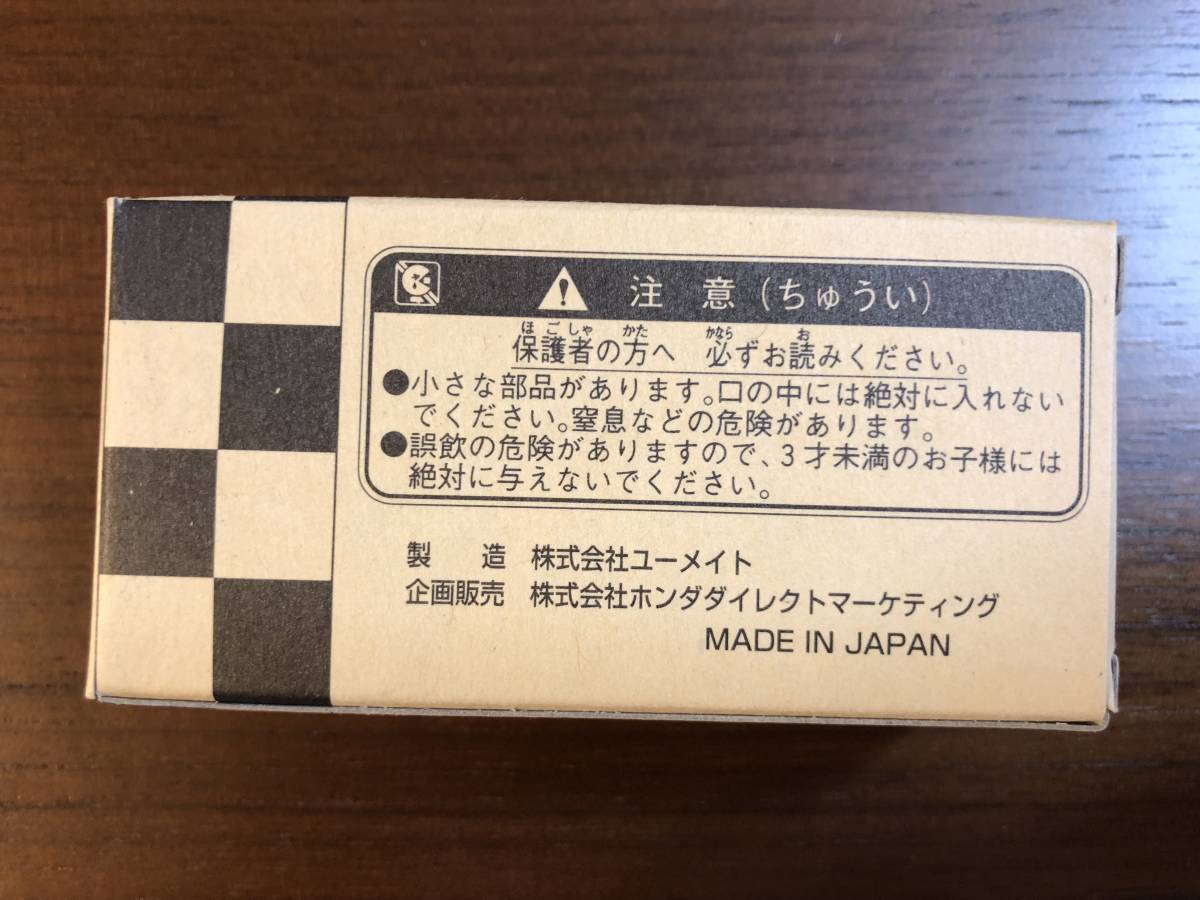 注意(ちゅうい)
保護者の方へ 必ずお読みください。
ほごしゃ かた かなら お
●小さな部品があります。口の中には絶対に入れない
でください。窒息などの危険があります。
●誤飲の危険がありますので、3才未満のお子様には
絶対に与えないでください。
製造 株式会社ユーメイト
企画販売 株式会社ホンダダイレクトマーケティング
MADE IN JAPAN